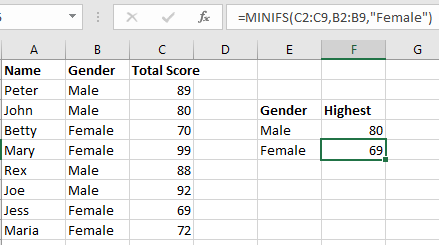 =MINIFS(C2:C9,B2:B9,"Female")
A B C D E F G
Name Gender Total Score
Peter Male 89
John Male 80 Gender Highest
Betty Female 70 Male 80
Mary Female 99 Female 69
Rex Male 88
Joe Male 92
Jess Female 69
Maria Female 72